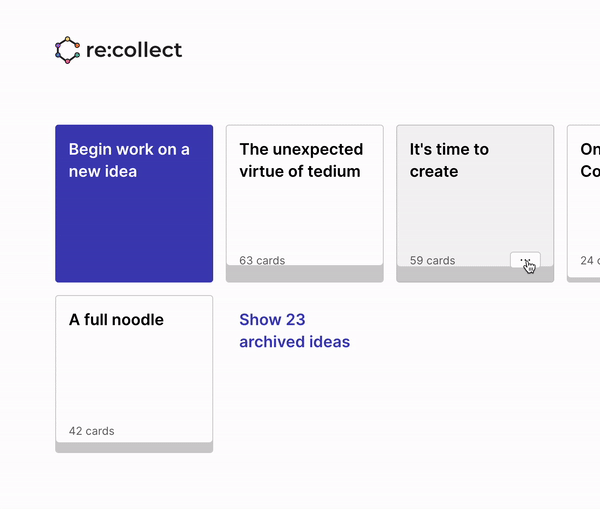 re:collect
Begin work on a
new idea
The unexpected
virtue of tedium
63 cards
It's time to
create
59 cards
...
On
Co
24 c
A full noodle
42 cards
Show 23
archived ideas